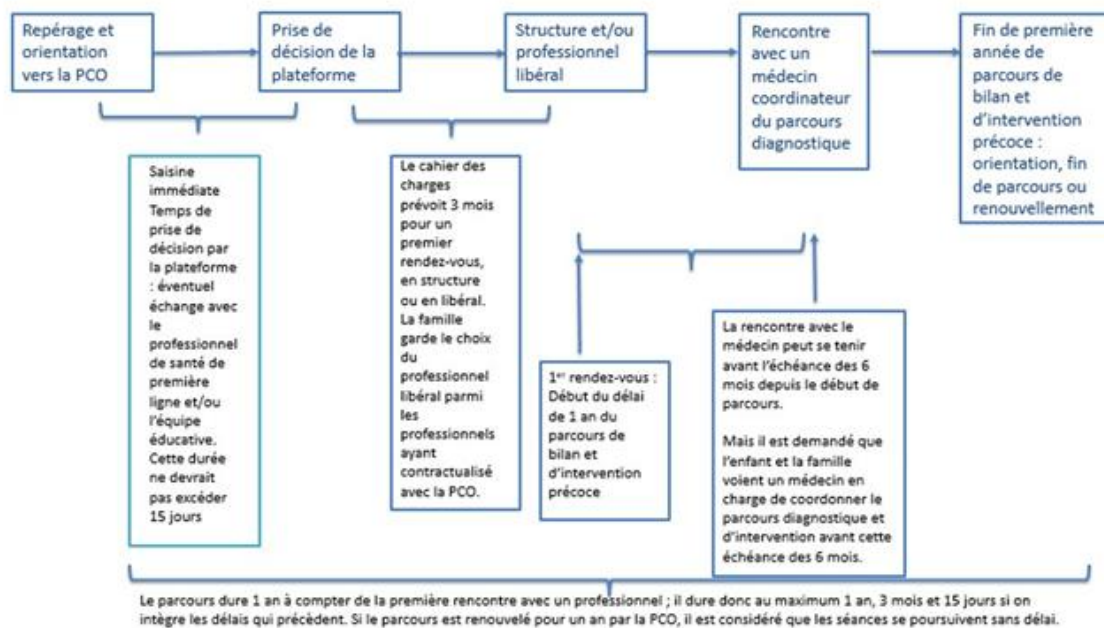 Repérage et
orientation
vers la PCO
Prise de
décision de la
plateforme
Structure et/ou
professionnel
libéral
Rencontre
avec un
médecin
coordinateur
du parcours
diagnostique
Fin de première
année de
parcours de
bilan et
d'intervention
précoce :
orientation, fin
de parcours ou
renouvellement
Saisine
immédiate
Temps de
prise de
décision par
la plateforme
: éventuel
échange avec
le
professionnel
de santé de
première
ligne et/ou
l'équipe
éducative.
Cette durée
ne devrait
pas excéder
15 jours
Le cahier des
charges
prévoit 3 mois
pour un
premier
rendez-vous,
en structure
ou en libéral.
La famille
garde le choix
du
professionnel
libéral parmi
les
professionnels
ayant
contractualisé
avec la PCO.
1er rendez-vous :
Début du délai
de 1 an du
parcours de
bilan et
d'intervention
précoce
La rencontre avec le
médecin peut se tenir
avant l'échéance des 6
mois depuis le début de
parcours.
Mais il est demandé que
l'enfant et la famille
voient un médecin en
charge de coordonner le
parcours diagnostique et
d'intervention avant cette
échéance des 6 mois.
Le parcours dure 1 an à compter de la première rencontre avec un professionnel ; il dure donc au maximum 1 an, 3 mois et 15 jours si on
intègre les délais qui précèdent. Si le parcours est renouvelé pour un an par la PCO, il est considéré que les séances se poursuivent sans délai.